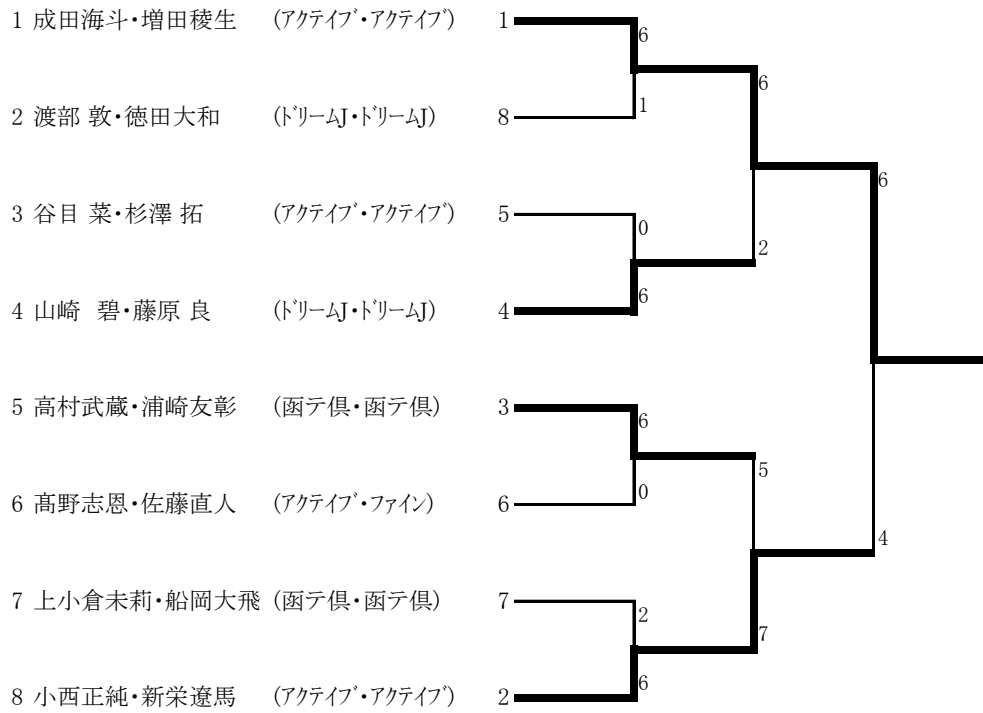 1 成田海斗・増田稜生 (アクテイブ・アクテイブ) 1
6
6
2 渡部 敦・徳田大和 (ドリームJ・ドリームJ) 8
1
6
3 谷目 菜・杉澤 拓 (アクテイブ・アクテイブ) 5
0
2
4 山崎 碧・藤原 良 (ドリームJ・ドリームJ) 4
6
5 高村武蔵・浦崎友彰 (函テ倶・函テ倶) 3
6
5
6 髙野志恩・佐藤直人 (アクテイブ・ファイン) 6
0
4
7 上小倉未莉・船岡大飛 (函テ倶・函テ倶) 7
2
7
8 小西正純・新栄遼馬 (アクテイブ・アクテイブ) 2
6